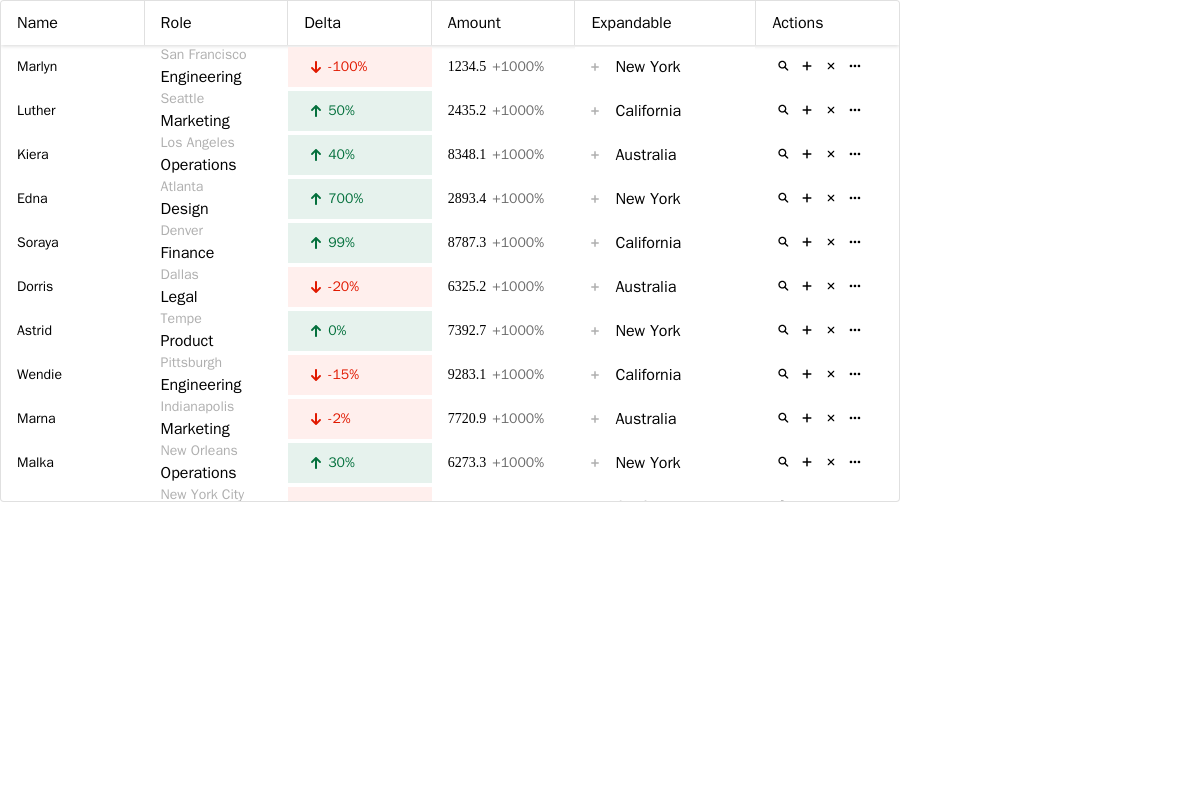 Name Role Delta Amount Expandable Actions
San Francisco
Marlyn Engineering -100% 1234.5 +1000% + New York
Seattle
Luther Marketing 50% 2435.2 +1000% + California
Los Angeles
Kiera Operations 40% 8348.1 +1000% + Australia
Atlanta
Edna Design 700% 2893.4 +1000% + New York
Denver
Soraya Finance 99% 8787.3 +1000% + California
Dallas
Dorris Legal -20% 6325.2 +1000% + Australia
Tempe
Astrid Product 0% 7392.7 +1000% + New York
Pittsburgh
Wendie Engineering -15% 9283.1 +1000% + California
Indianapolis
Marna Marketing -2% 7720.9 +1000% + Australia
New Orleans
Malka Operations 30% 6273.3 +1000% + New York
New York City